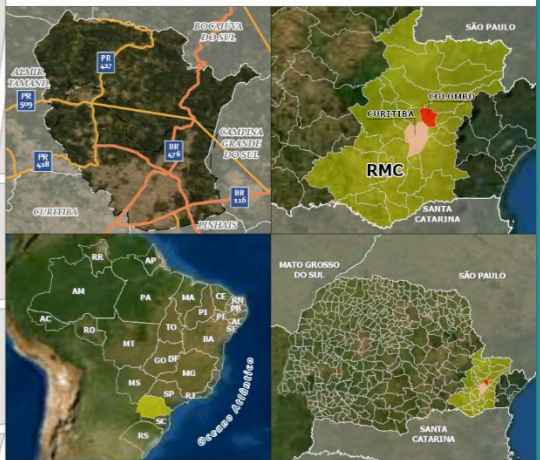 BOCAIÚVA
DO SUL
PR
417
ALMIR.
TAMAND.
PR
509
CAMPINA
GRANDE
DO SUL
BR
476
PR
418
BR
116
CURITIBA
PINHAIS
SÃO PAULO
COLOMBO
CURITIBA
RMC
SANTA
CATARINA
RR
AP
AM
PA
MA
CE
RN
PB
PI
PE
AL
SE
AC
RO
TO
BA
MT
GO
DF
MG
MS
SP
RJ
SC
RS
Oceano Atlântico
MATO GROSSO
DO SUL
SÃO PAULO
SANTA
CATARINA